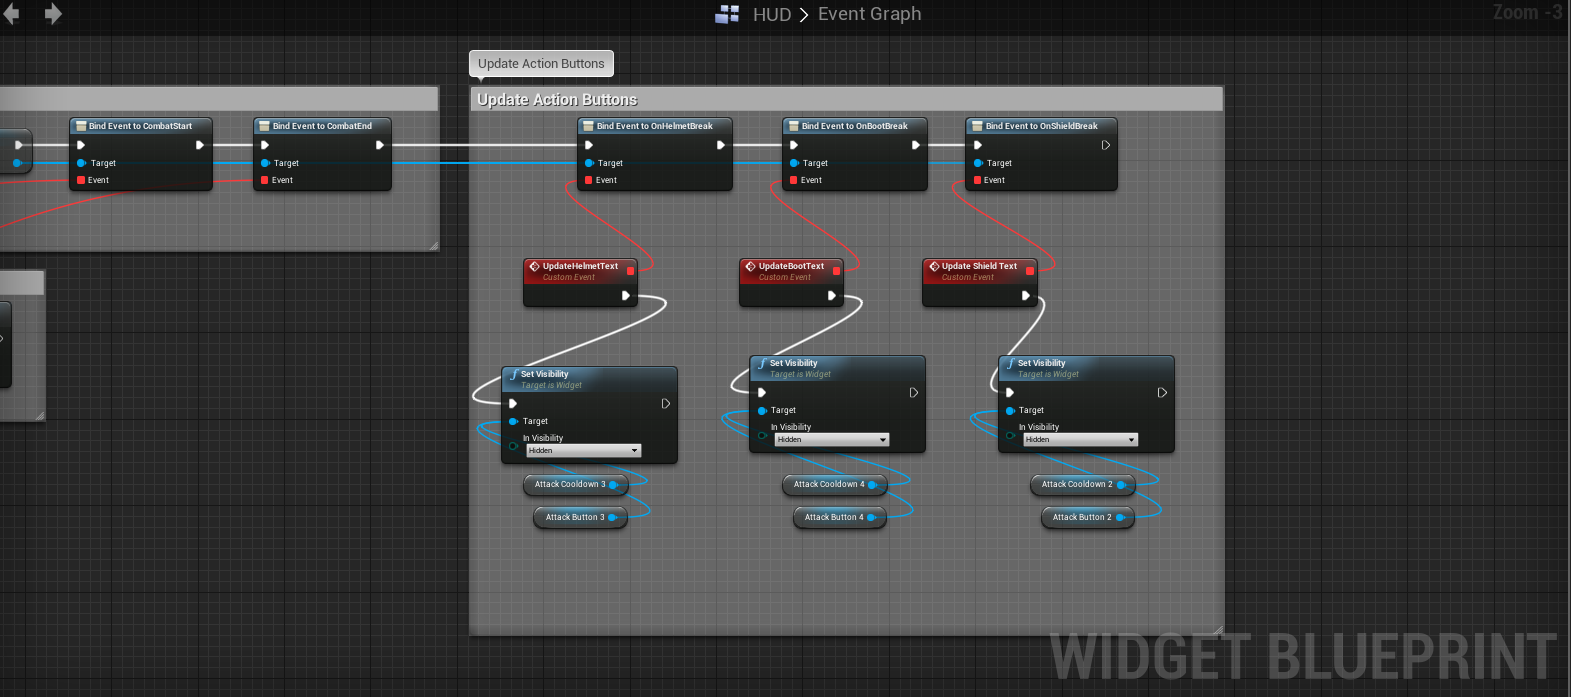 HUD > Event Graph
Zoom -3
Update Action Buttons
Update Action Buttons
Bind Event to CombatStart
Target
Event
Bind Event to CombatEnd
Target
Event
Bind Event to OnHelmetBreak
Target
Event
Bind Event to OnBootBreak
Target
Event
Bind Event to OnShieldBreak
Target
Event
UpdateHelmetText
Custom Event
UpdateBootText
Custom Event
Update Shield Text
Custom Event
Set Visibility
Target is Widget
Target
In Visibility
Hidden
Set Visibility
Target is Widget
Target
In Visibility
Hidden
Set Visibility
Target is Widget
Target
In Visibility
Hidden
Attack Cooldown 3
Attack Button 3
Attack Cooldown 4
Attack Button 4
Attack Cooldown 2
Attack Button 2
WIDGET BLUEPRINT